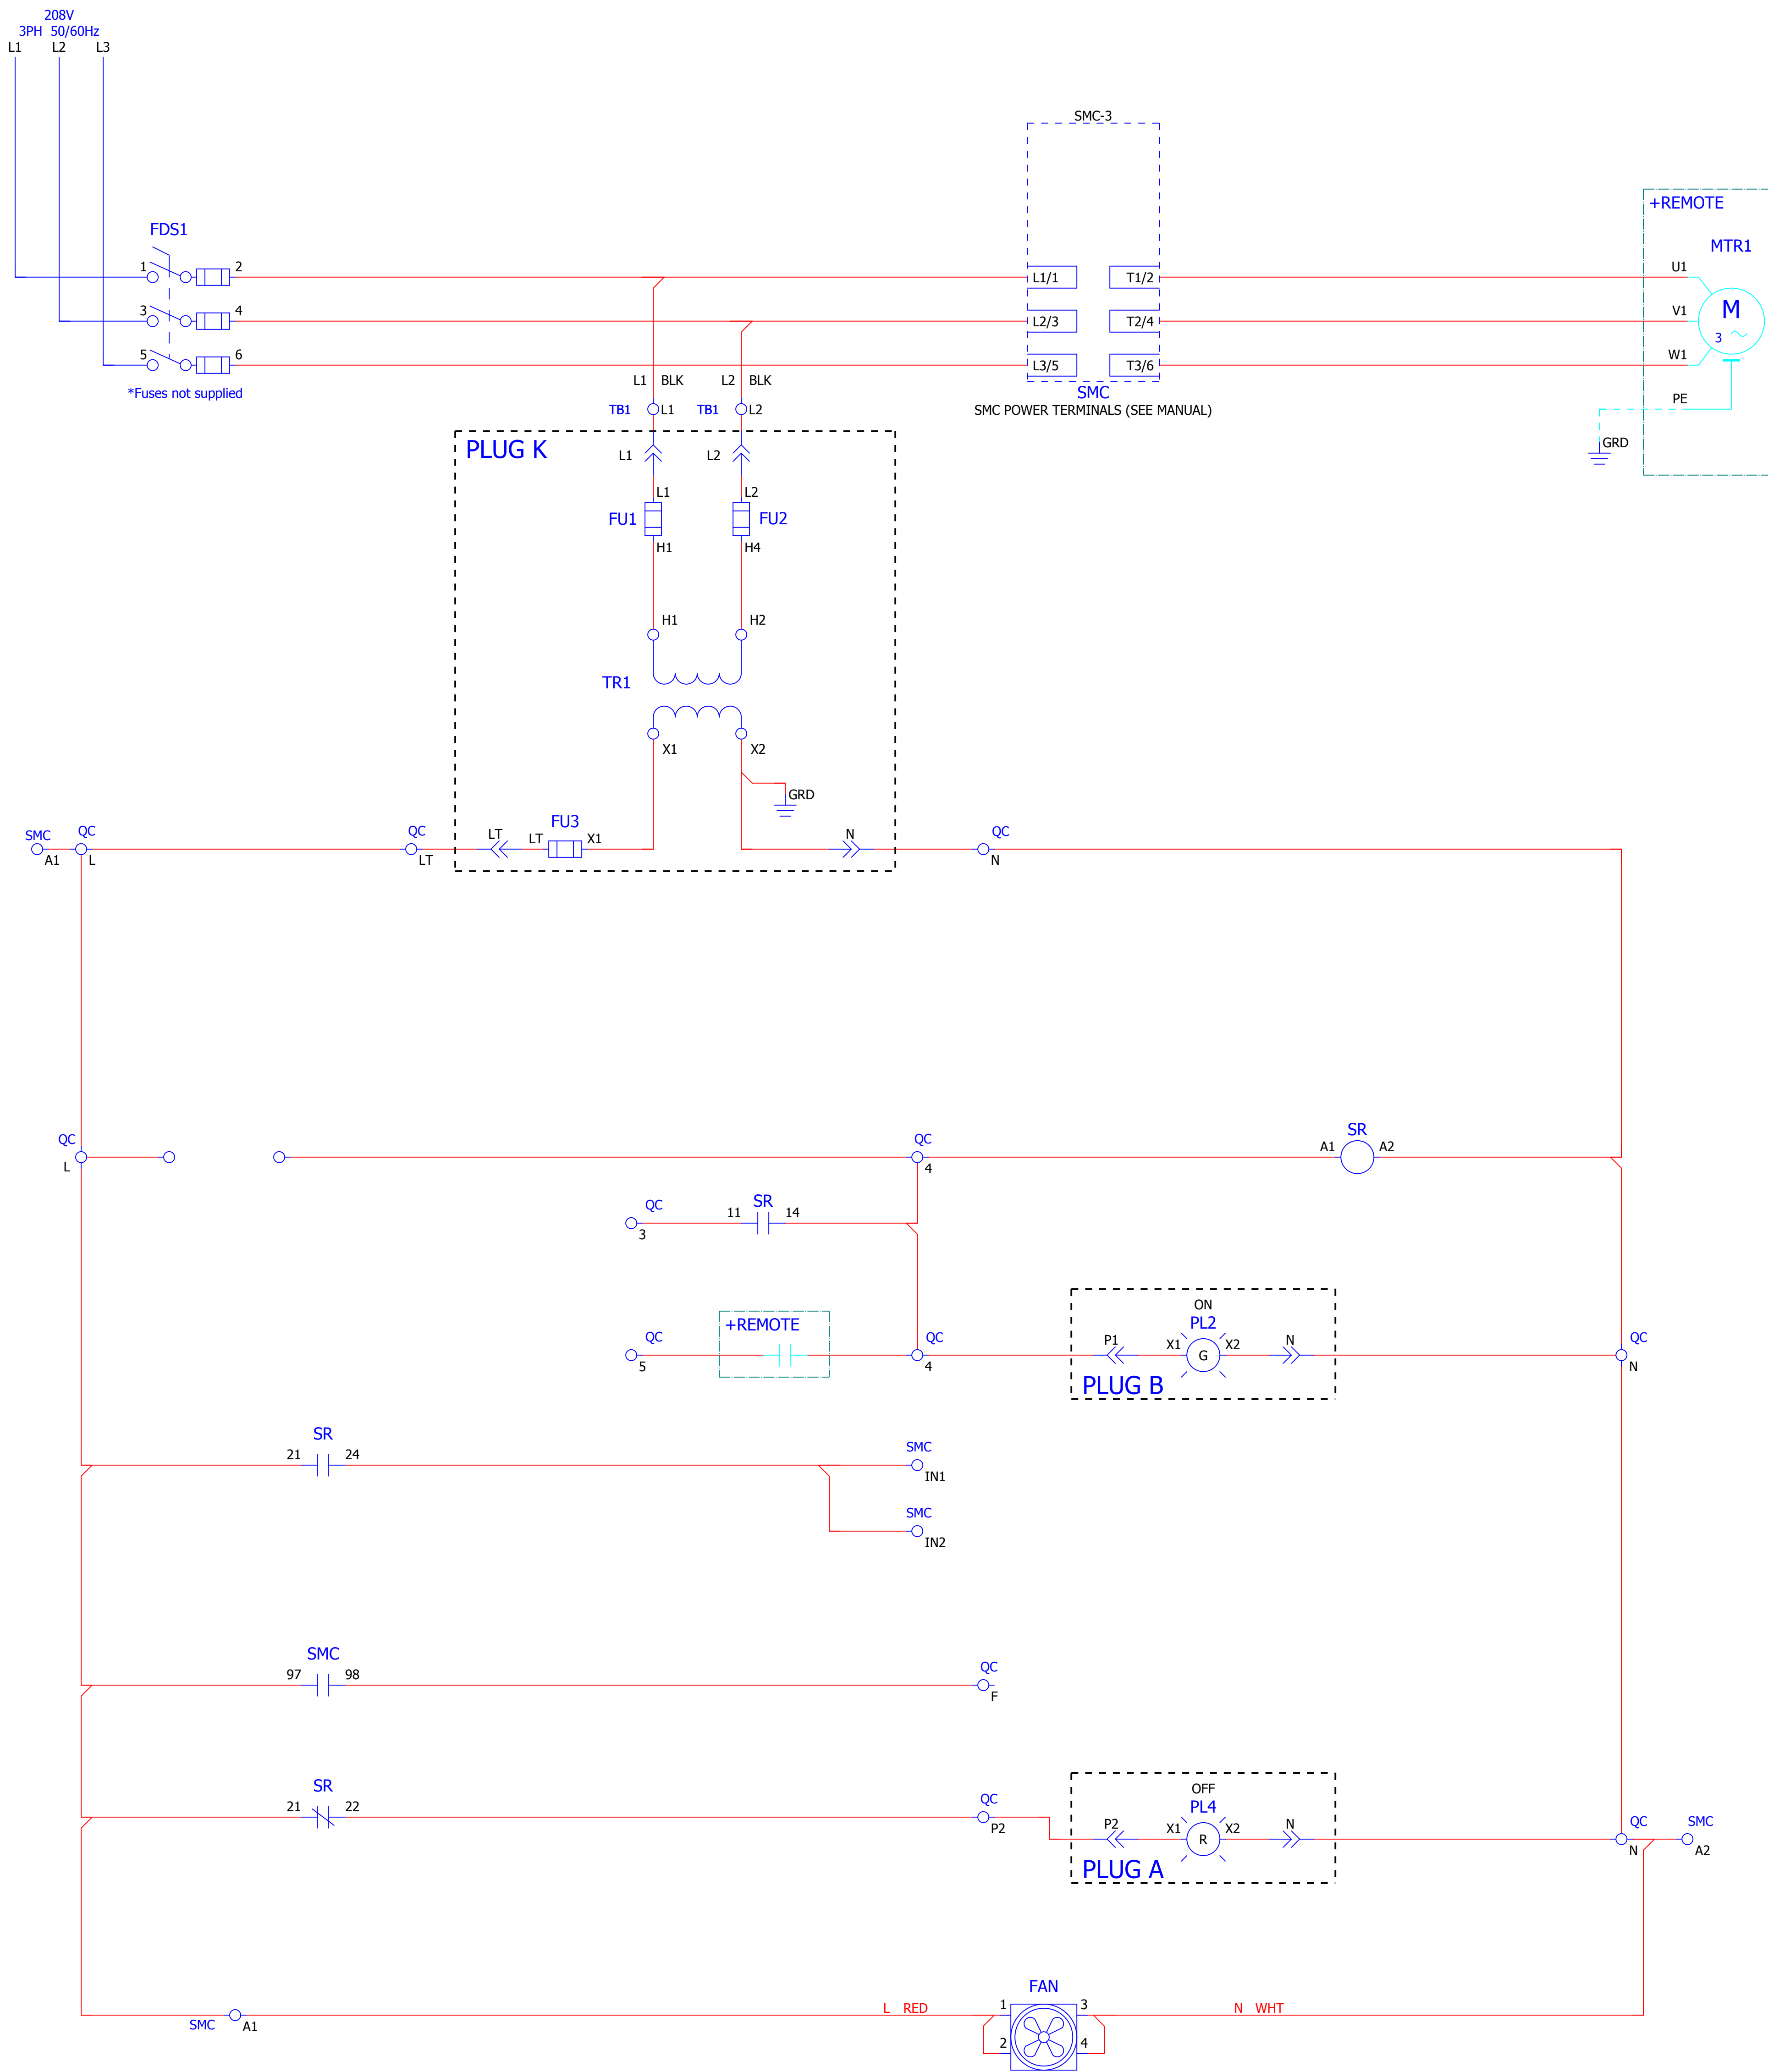 208V
3PH 50/60Hz
L1 L2 L3
SMC-3
+REMOTE
FDS1
MTR1
1 2 L1/1 T1/2 U1
3 4 L2/3 T2/4 V1 M
3
5 6 L3/5 T3/6 W1
*Fuses not supplied
L1 BLK L2 BLK
SMC
SMC POWER TERMINALS (SEE MANUAL)
PE
TB1 L1 TB1 L2
GRD
PLUG K
L1 L2
L1 L2
FU1 FU2
H1 H4
H1 H2
TR1
X1 X2
GRD
SMC QC QC FU3 QC
LT LT X1 N
A1 L LT N
QC QC SR
A1 A2
L 4
QC SR
11 14
3
+REMOTE ON
PL2
QC QC P1 X1 G X2 N QC
5 4 N
PLUG B
SR SMC
21 24
IN1
SMC
IN2
SMC QC
97 98
F
SR OFF
21 22 QC PL4
P2 P2 X1 R X2 N QC SMC
N A2
PLUG A
FAN
L RED 1 3 N WHT
SMC A1
2 4